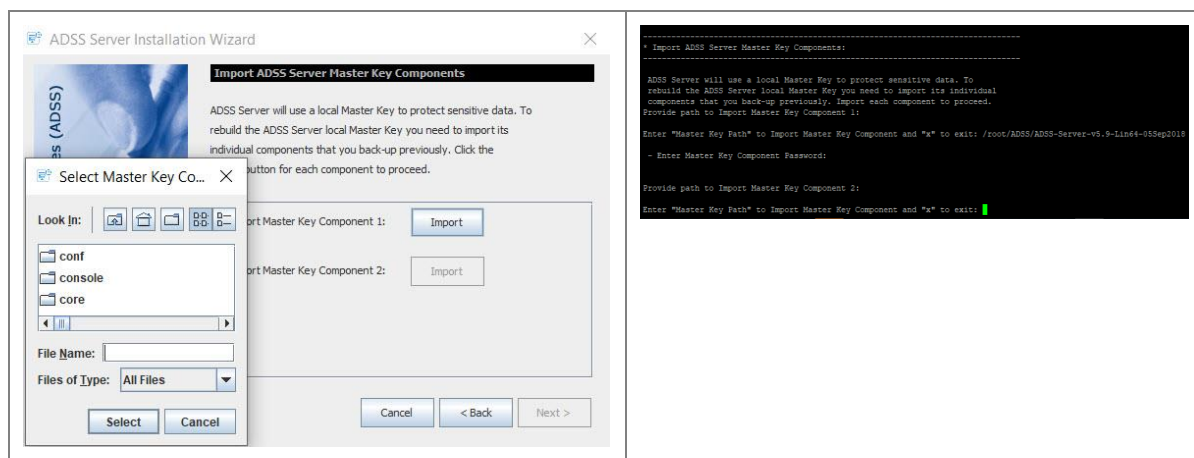 ADSS Server Installation Wizard
Import ADSS Server Master Key Components
ADSS Server will use a local Master Key to protect sensitive data. To
rebuild the ADSS Server local Master Key you need to import its
individual components that you back-up previously. Click the
utton for each component to proceed.
es (ADSS)
Select Master Key Co...
Look In:
conf
console
core
File Name:
Files of Type: All Files
Select Cancel
ort Master Key Component 1: Import
ort Master Key Component 2: Import
Cancel < Back Next >
--------------------------------------------------------------------------------
* Import ADSS Server Master Key Components:
--------------------------------------------------------------------------------
ADSS Server will use a local Master Key to protect sensitive data. To
rebuild the ADSS Server local Master Key you need to import its individual
components that you back-up previously. Import each component to proceed.
Provide path to Import Master Key Component 1:
Enter "Master Key Path" to Import Master Key Component and "x" to exit: /root/ADSS/ADSS-Server-v5.9-Lin64-05Sep2018
- Enter Master Key Component Password:
Provide path to Import Master Key Component 2:
Enter "Master Key Path" to Import Master Key Component and "x" to exit: